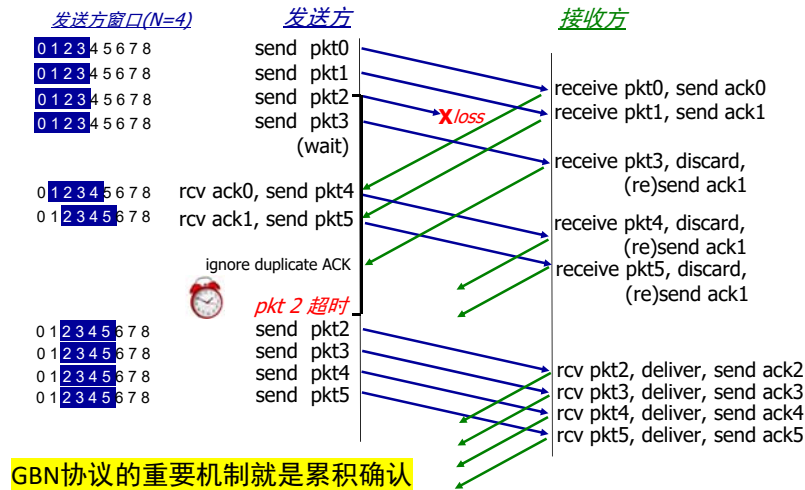 发送方窗口(N=4) 发送方 接收方
0 1 2 3 4 5 6 7 8 send pkt0
0 1 2 3 4 5 6 7 8 send pkt1
0 1 2 3 4 5 6 7 8 send pkt2
0 1 2 3 4 5 6 7 8 send pkt3
(wait)
X loss
receive pkt0, send ack0
receive pkt1, send ack1
receive pkt3, discard,
(re)send ack1
0 1 2 3 4 5 6 7 8 rcv ack0, send pkt4
0 1 2 3 4 5 6 7 8 rcv ack1, send pkt5
receive pkt4, discard,
(re)send ack1
receive pkt5, discard,
(re)send ack1
ignore duplicate ACK
pkt 2 超时
0 1 2 3 4 5 6 7 8 send pkt2
0 1 2 3 4 5 6 7 8 send pkt3
0 1 2 3 4 5 6 7 8 send pkt4
0 1 2 3 4 5 6 7 8 send pkt5
rcv pkt2, deliver, send ack2
rcv pkt3, deliver, send ack3
rcv pkt4, deliver, send ack4
rcv pkt5, deliver, send ack5
GBN协议的重要机制就是累积确认